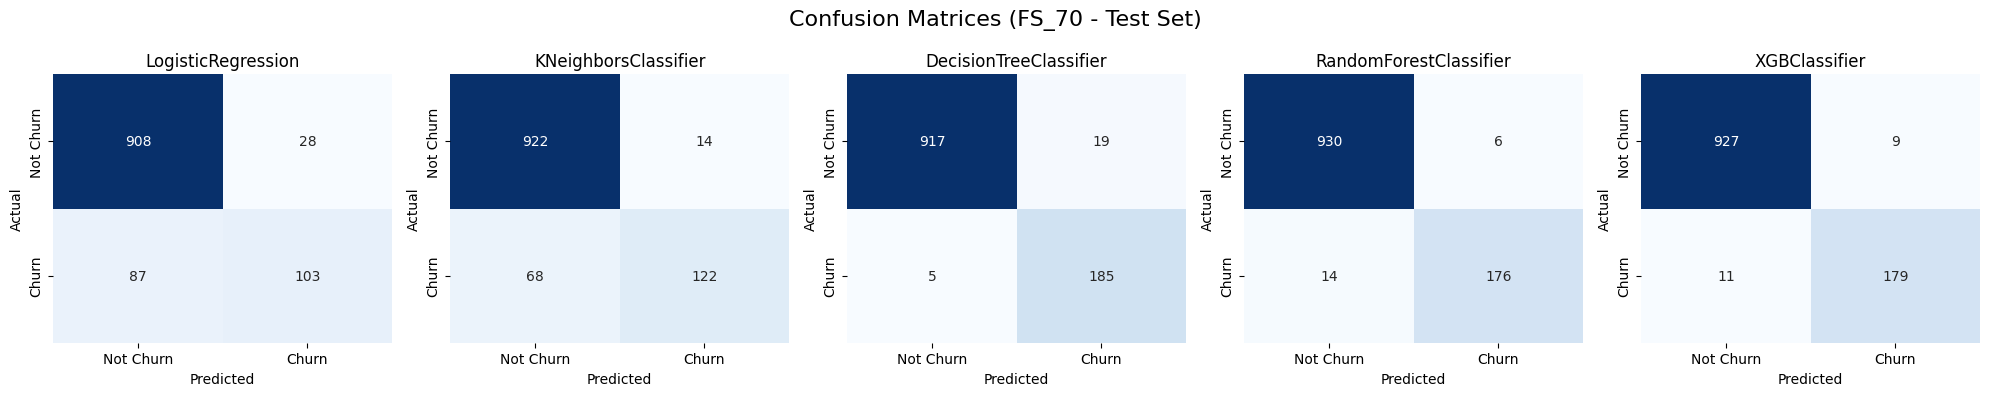 Confusion Matrices (FS_70 - Test Set)
LogisticRegression
Actual
Not Churn
Churn
908 28
87 103
Not Churn Churn
Predicted
KNeighborsClassifier
Actual
Not Churn
Churn
922 14
68 122
Not Churn Churn
Predicted
DecisionTreeClassifier
Actual
Not Churn
Churn
917 19
5 185
Not Churn Churn
Predicted
RandomForestClassifier
Actual
Not Churn
Churn
930 6
14 176
Not Churn Churn
Predicted
XGBClassifier
Actual
Not Churn
Churn
927 9
11 179
Not Churn Churn
Predicted